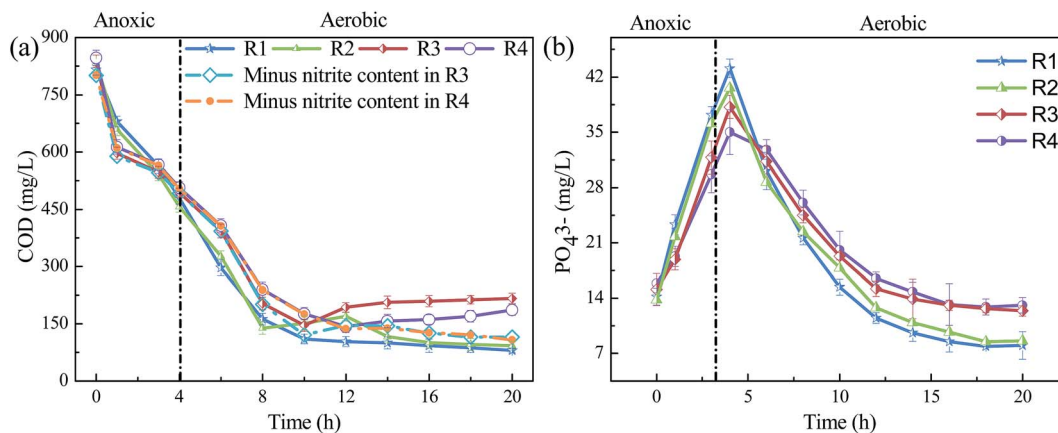 Anoxic Aerobic
(a)
R1 R2 R3 R4
Minus nitrite content in R3
Minus nitrite content in R4
COD (mg/L)
900
750
600
450
300
150
0
0 4 8 12 16 20
Time (h)
Anoxic Aerobic
(b)
R1
R2
R3
R4
PO₄³- (mg/L)
42
35
28
21
14
7
0 5 10 15 20
Time (h)